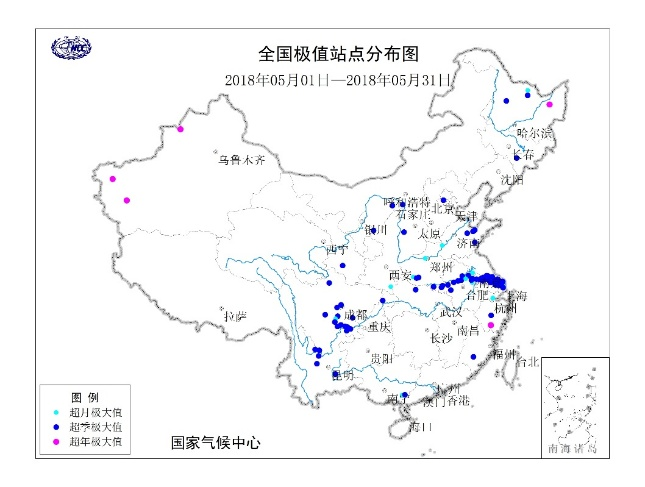 NCC
全国极值站点分布图
2018年05月01日—2018年05月31日
哈尔滨
长春
乌鲁木齐
沈阳
呼和浩特
北京
天津
石家庄
银川
太原
济南
西宁
西安
郑州
合肥
上海
杭州
拉萨
成都
武汉
重庆
南昌
长沙
贵阳
福州
台北
昆明
南宁
广州
澳门香港
海口
图 例
超月极大值
超季极大值
超年极大值
国家气候中心
南海诸岛